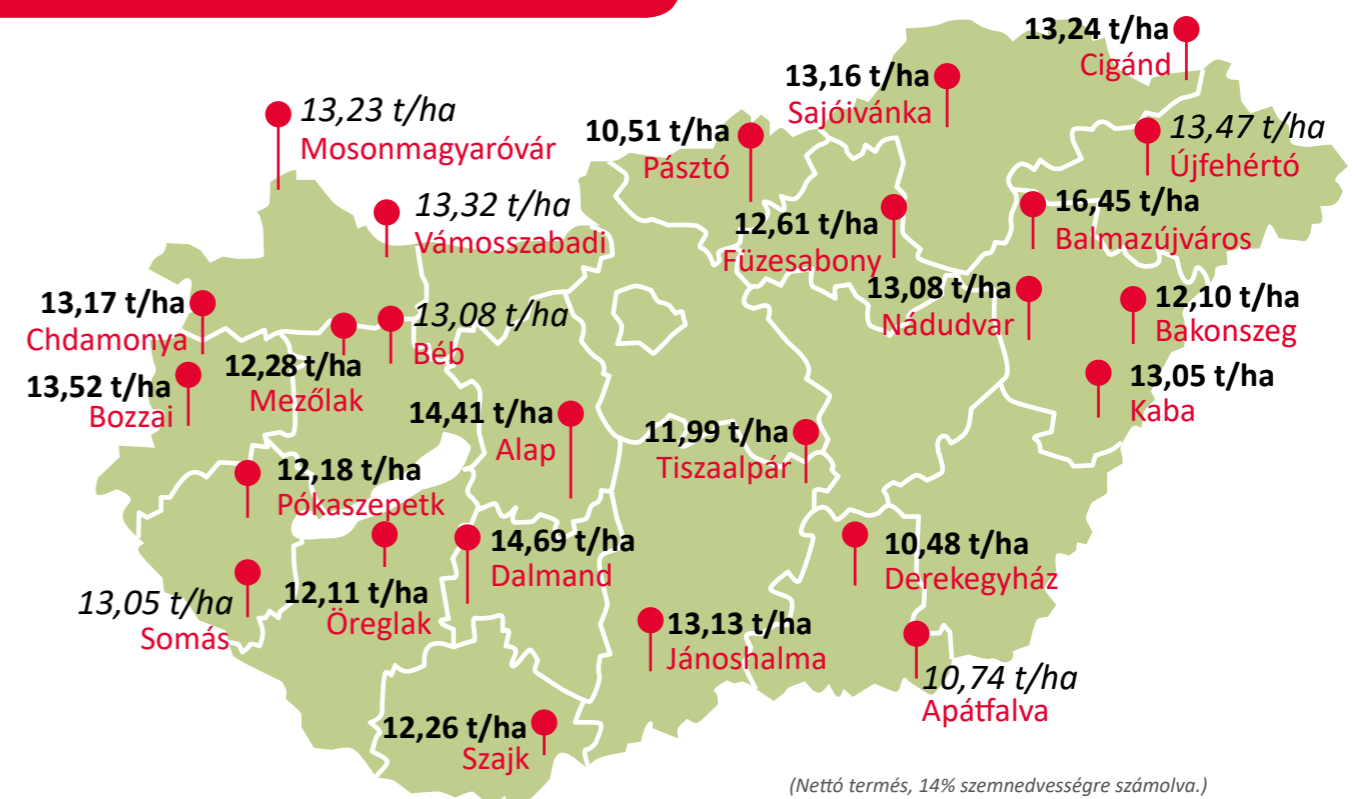 13,24 t/ha
Cigánd
13,16 t/ha
Sajóivánka
13,23 t/ha
Mosonmagyaróvár
10,51 t/ha
Pásztó
13,47 t/ha
Újfehértó
13,32 t/ha
Vámosszabadi
12,61 t/ha
Füzesabony
16,45 t/ha
Balmazújváros
13,17 t/ha
Chdamonya
13,08 t/ha
Béb
13,08 t/ha
Nádudvar
12,10 t/ha
Bakonszeg
12,28 t/ha
Mezőlak
13,52 t/ha
Bozzai
13,05 t/ha
Kaba
14,41 t/ha
Alap
11,99 t/ha
Tiszaalpár
12,18 t/ha
Pókaszepetk
14,69 t/ha
Dalmand
10,48 t/ha
Derekegyház
13,05 t/ha
Somás
12,11 t/ha
Öreglak
13,13 t/ha
Jánoshalma
10,74 t/ha
Apátfalva
12,26 t/ha
Szajk
(Nettó termés, 14% szemnedvességre számolva.)